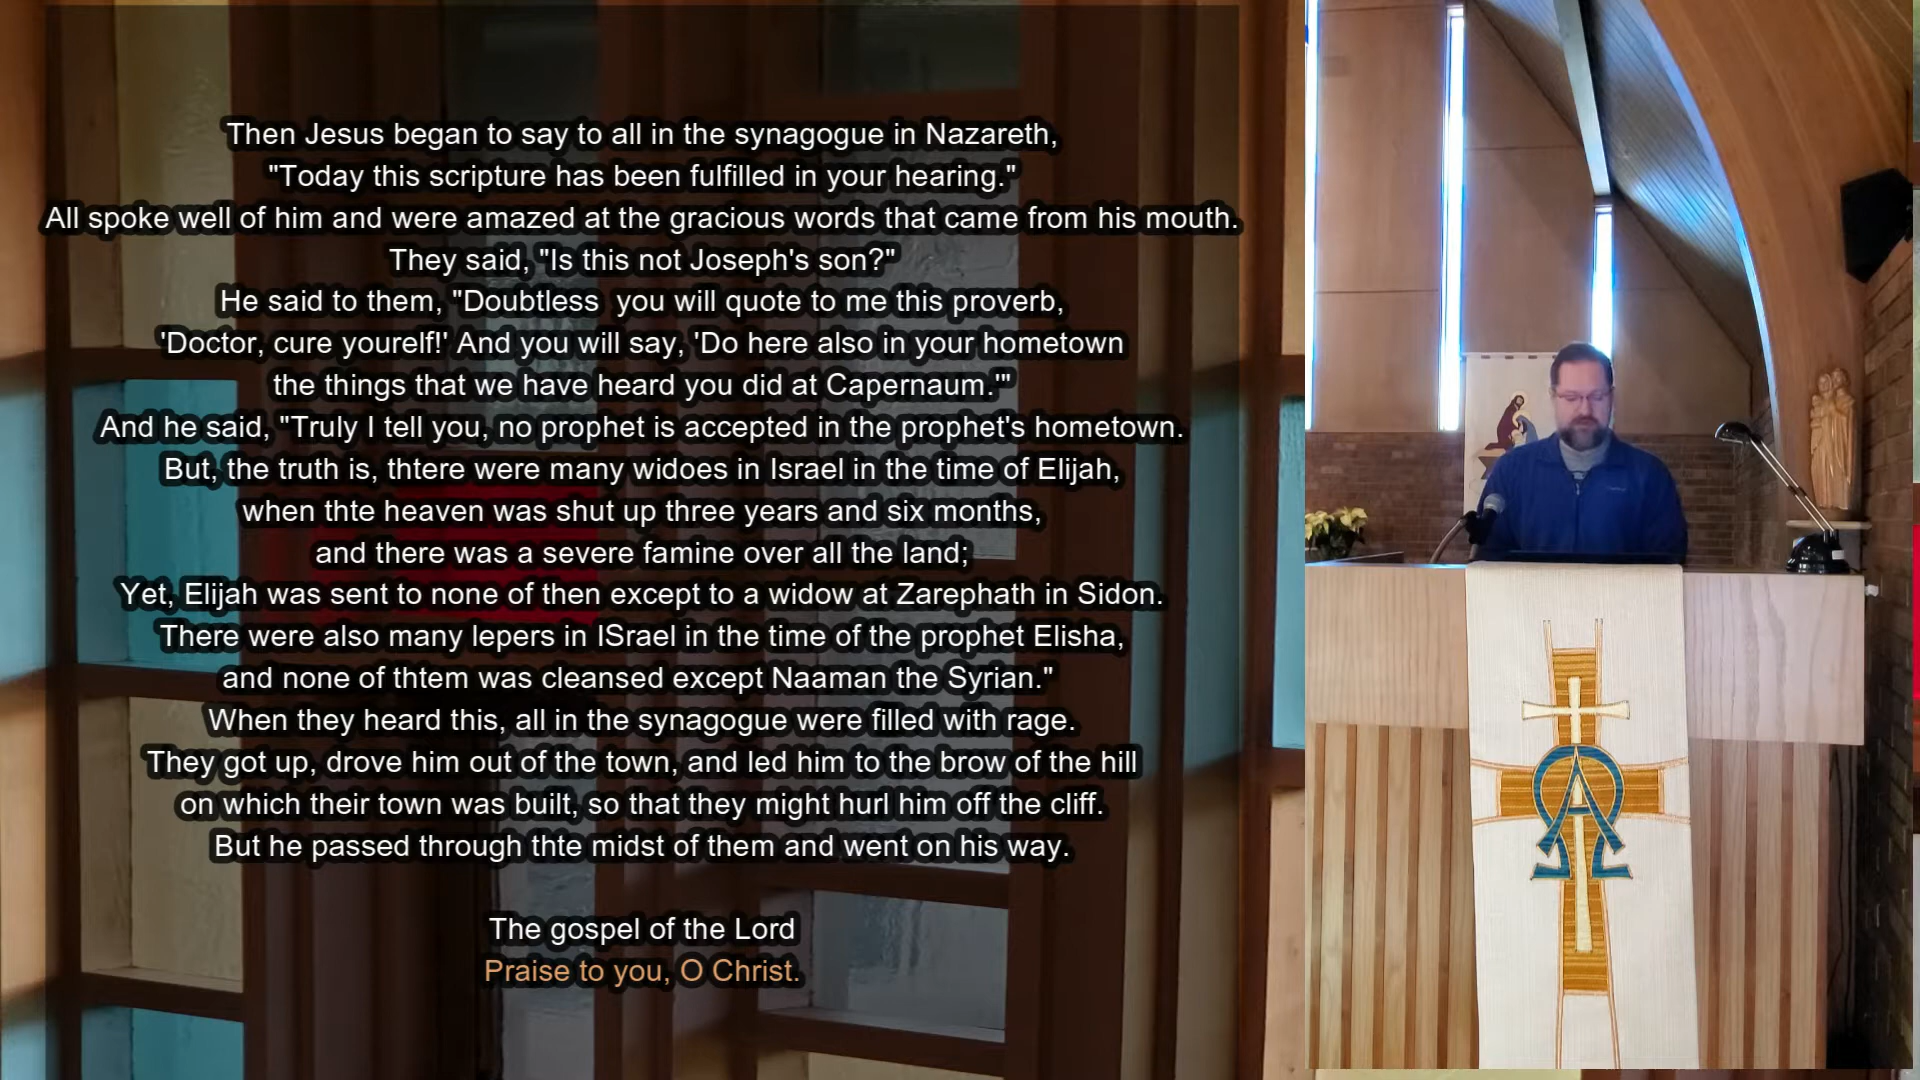 Then Jesus began to say to all in the synagogue in Nazareth,
"Today this scripture has been fulfilled in your hearing."
All spoke well of him and were amazed at the gracious words that came from his mouth.
They said, "Is this not Joseph's son?"
He said to them, "Doubtless  you will quote to me this proverb,
'Doctor, cure yourelf!' And you will say, 'Do here also in your hometown
the things that we have heard you did at Capernaum.'"
And he said, "Truly I tell you, no prophet is accepted in the prophet's hometown.
But, the truth is, thtere were many widoes in Israel in the time of Elijah,
when thte heaven was shut up three years and six months,
and there was a severe famine over all the land;
Yet, Elijah was sent to none of then except to a widow at Zarephath in Sidon.
There were also many lepers in ISrael in the time of the prophet Elisha,
and none of thtem was cleansed except Naaman the Syrian."
When they heard this, all in the synagogue were filled with rage.
They got up, drove him out of the town, and led him to the brow of the hill
on which their town was built, so that they might hurl him off the cliff.
But he passed through thte midst of them and went on his way.
The gospel of the Lord
Praise to you, O Christ.